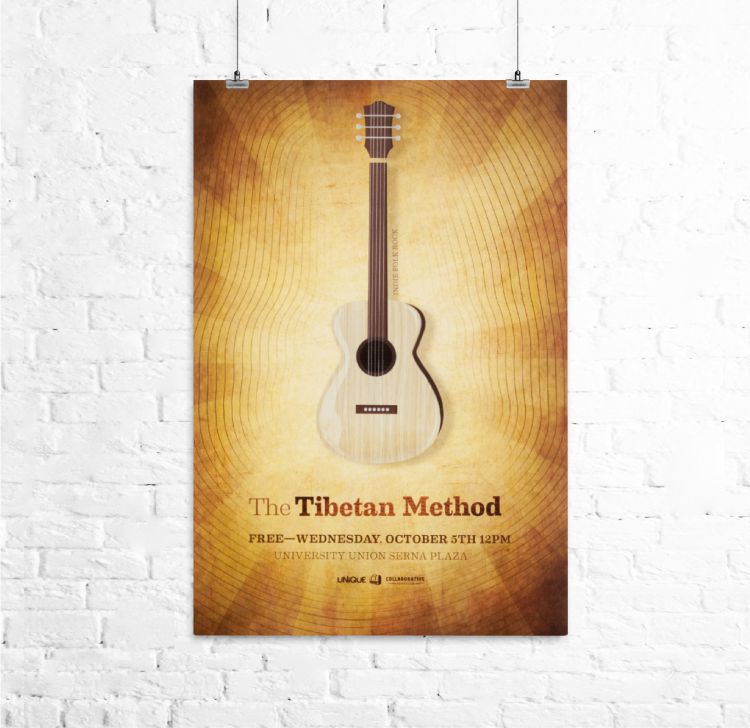 INDIE FOLK ROCK
The Tibetan Method
FREE—WEDNESDAY, OCTOBER 5TH 12PM
UNIVERSITY UNION SERNA PLAZA
UNIQUE
COLLABORATIVE